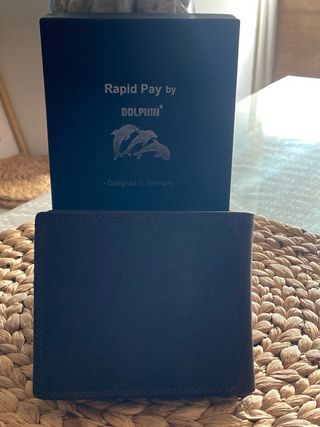 Rapid Pay by
DOLPHIN®
- Designed in Germany -